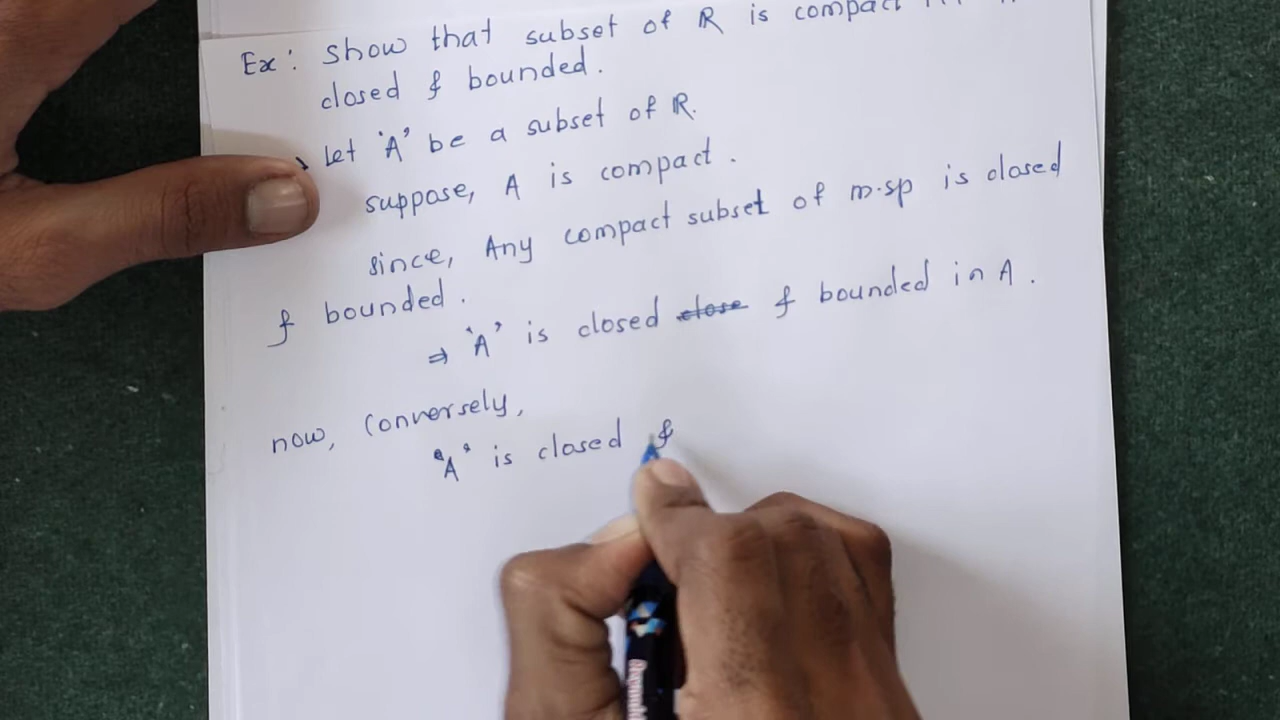 Ex: Show that subset of R is compact
closed & bounded.
Let 'A' be a subset of R.
suppose, A is compact.
since, Any compact subset of m.sp is closed
& bounded.
⇒ 'A' is closed close & bounded in A.
now, Conversely,
'A' is closed &